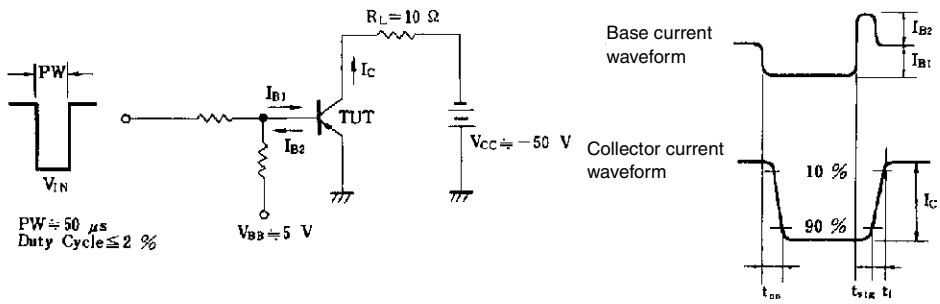 PW
V_IN
PW≒50 μs
Duty Cycle≦2 %
R_L=10 Ω
I_C
I_B1
TUT
I_B2
V_CC≒−50 V
V_BB≒5 V
Base current
waveform
I_B2
I_B1
Collector current
waveform
10 %
90 %
I_C
t_on
t_stg
t_f